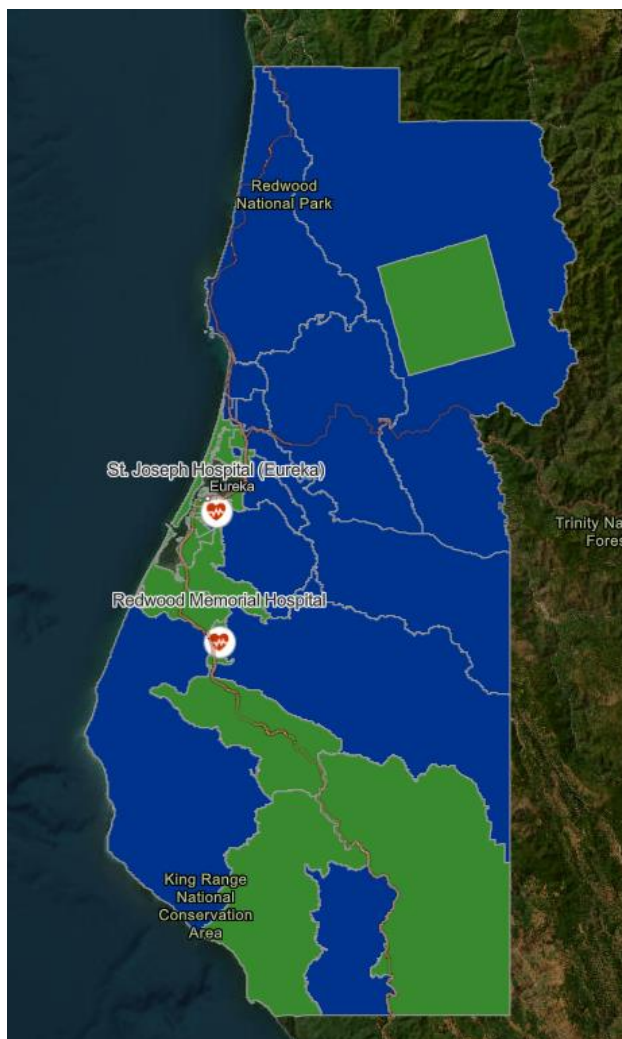 Redwood
National Park
St. Joseph Hospital (Eureka)
Eureka
Trinity Na
Fores
Redwood Memorial Hospital
King Range
National
Conservation
Area